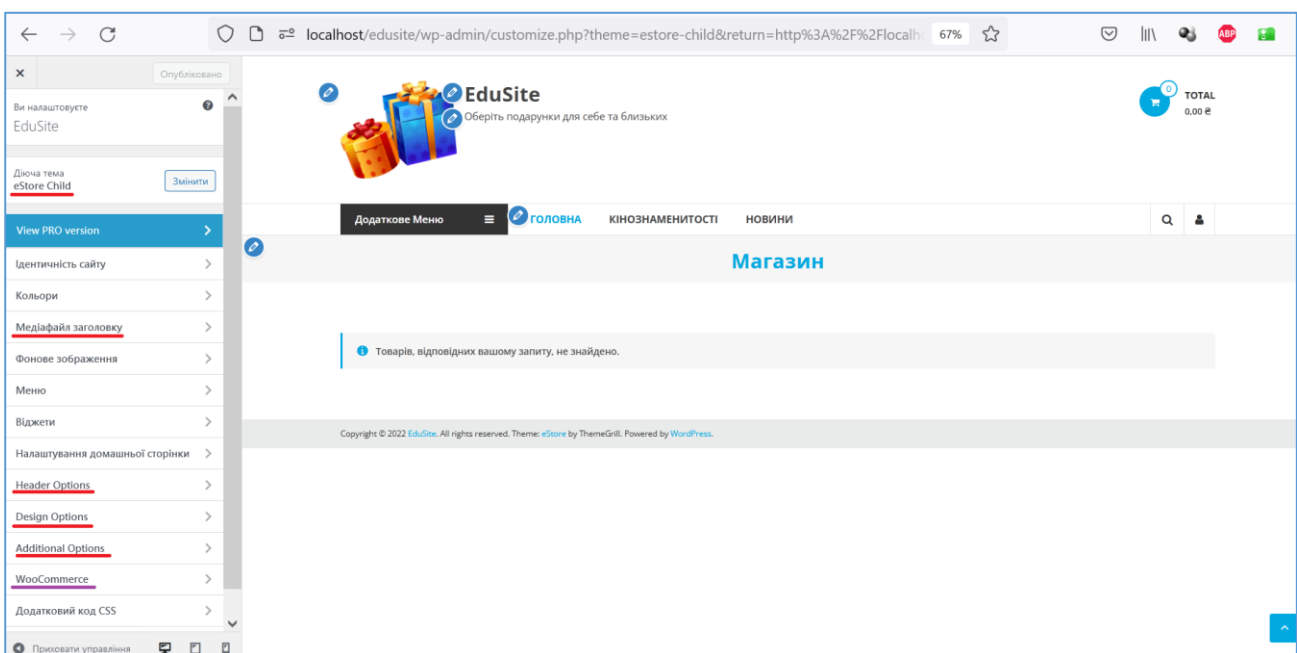 localhost/edusite/wp-admin/customize.php?theme=estore-child&return=http%3A%2F%2Flocalh 67%
ABP
Опубліковано
Ви налаштовуєте
EduSite
Діюча тема
eStore Child
Змінити
View PRO version
Ідентичність сайту
Кольори
Медіафайл заголовку
Фонове зображення
Меню
Віджети
Налаштування домашньої сторінки
Header Options
Design Options
Additional Options
WooCommerce
Додатковий код CSS
Приховати управління
EduSite
Оберіть подарунки для себе та близьких
0
TOTAL
0,00 ₴
Додаткове Меню ГОЛОВНА КІНОЗНАМЕНИТОСТІ НОВИНИ
Магазин
Товарів, відповідних вашому запиту, не знайдено.
Copyright © 2022 EduSite. All rights reserved. Theme: eStore by ThemeGrill. Powered by WordPress.